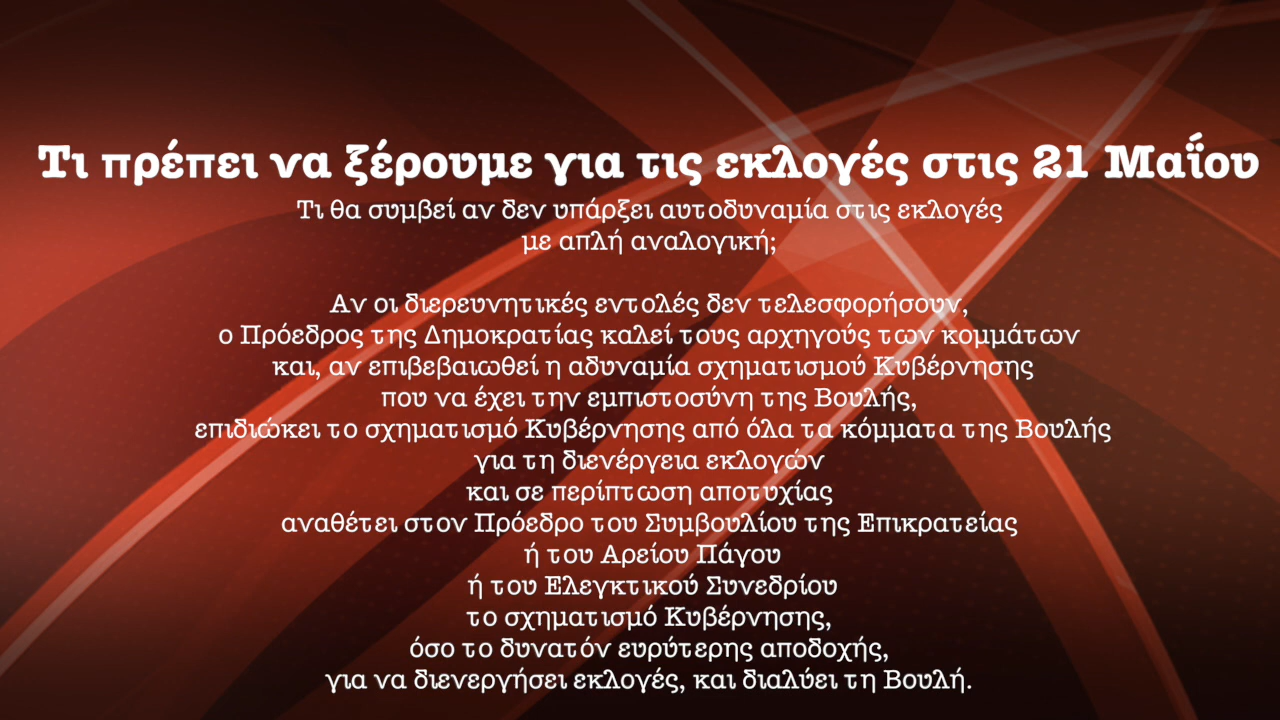 Τι πρέπει να ξέρουμε για τις εκλογές στις 21 Μαΐου
Τι θα συμβεί αν δεν υπάρξει αυτοδυναμία στις εκλογές
με απλή αναλογική;
Αν οι διερευνητικές εντολές δεν τελεσφορήσουν,
ο Πρόεδρος της Δημοκρατίας καλεί τους αρχηγούς των κομμάτων
και, αν επιβεβαιωθεί η αδυναμία σχηματισμού Κυβέρνησης
που να έχει την εμπιστοσύνη της Βουλής,
επιδιώκει το σχηματισμό Κυβέρνησης από όλα τα κόμματα της Βουλής
για τη διενέργεια εκλογών
και σε περίπτωση αποτυχίας
αναθέτει στον Πρόεδρο του Συμβουλίου της Επικρατείας
ή του Αρείου Πάγου
ή του Ελεγκτικού Συνεδρίου
το σχηματισμό Κυβέρνησης,
όσο το δυνατόν ευρύτερης αποδοχής,
για να διενεργήσει εκλογές, και διαλύει τη Βουλή.